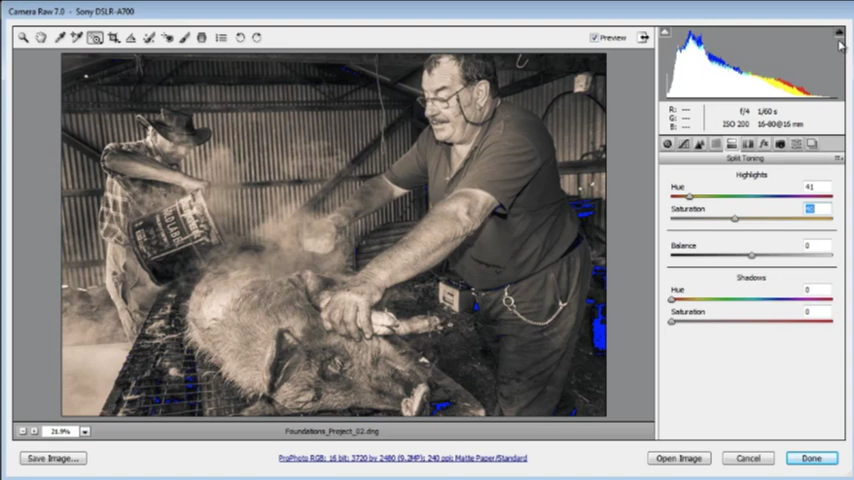 Camera Raw 7.0 - Sony DSLR-A700
Preview
R: ---
G: ---
B: ---
f/4 1/60 s
ISO 200 16-80@16 mm
Split Toning
Highlights
Hue 41
Saturation
Balance 0
Shadows
Hue 0
Saturation 0
OLD LABEL
21.9%
Foundations_Project_02.dng
Save Image...
ProPhoto RGB; 16 bit; 3720 by 2480 (9.2MP); 240 ppi; Matte Paper/Standard
Open Image
Cancel
Done